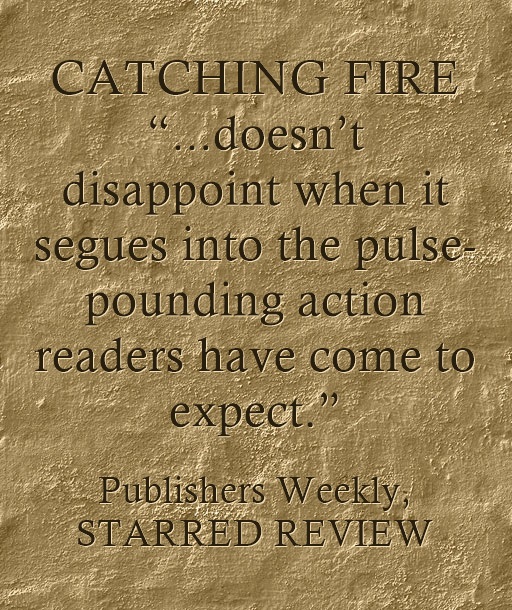 CATCHING FIRE
“...doesn’t
disappoint when it
segues into the pulse-
pounding action
readers have come to
expect.”
Publishers Weekly,
STARRED REVIEW